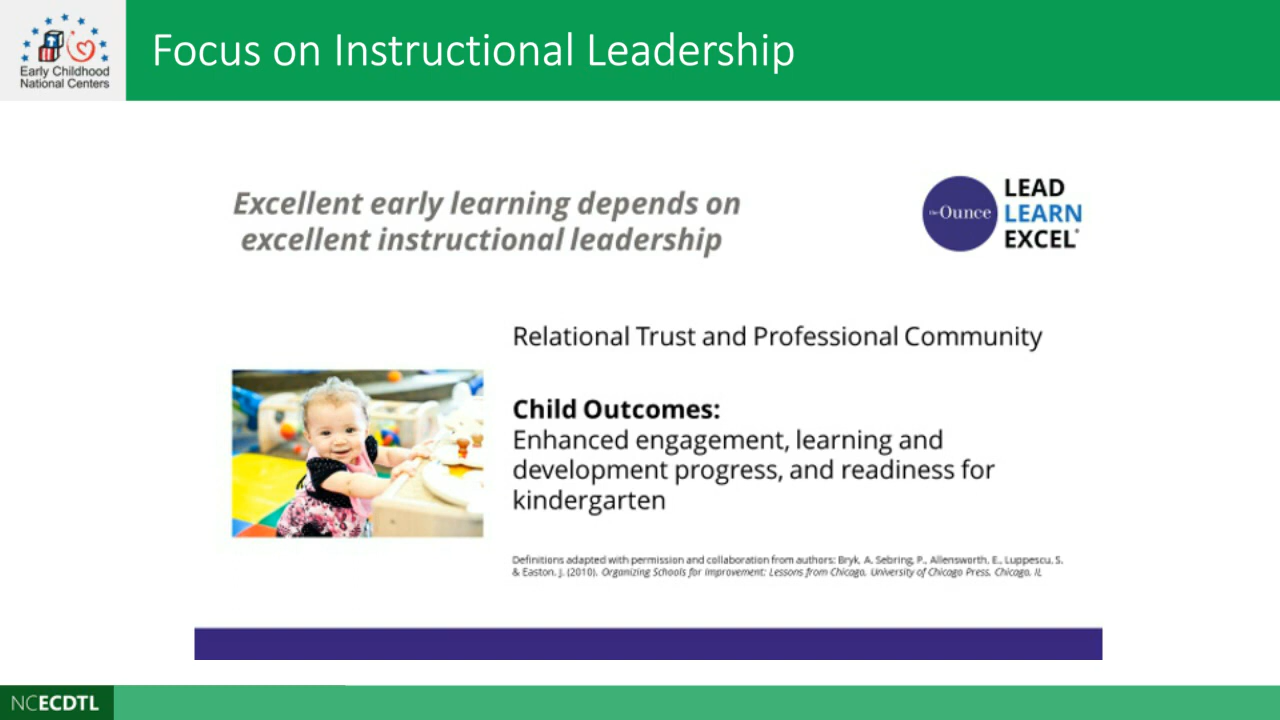 Early Childhood
National Centers
Focus on Instructional Leadership
Excellent early learning depends on
excellent instructional leadership
the Ounce
LEAD
LEARN
EXCEL®
Relational Trust and Professional Community
Child Outcomes:
Enhanced engagement, learning and
development progress, and readiness for
kindergarten
Definitions adapted with permission and collaboration from authors: Bryk, A. Sebring, P., Allensworth, E., Luppescu, S.
& Easton, J. (2010). Organizing Schools for Improvement: Lessons from Chicago, University of Chicago Press, Chicago, IL
NCECDTL